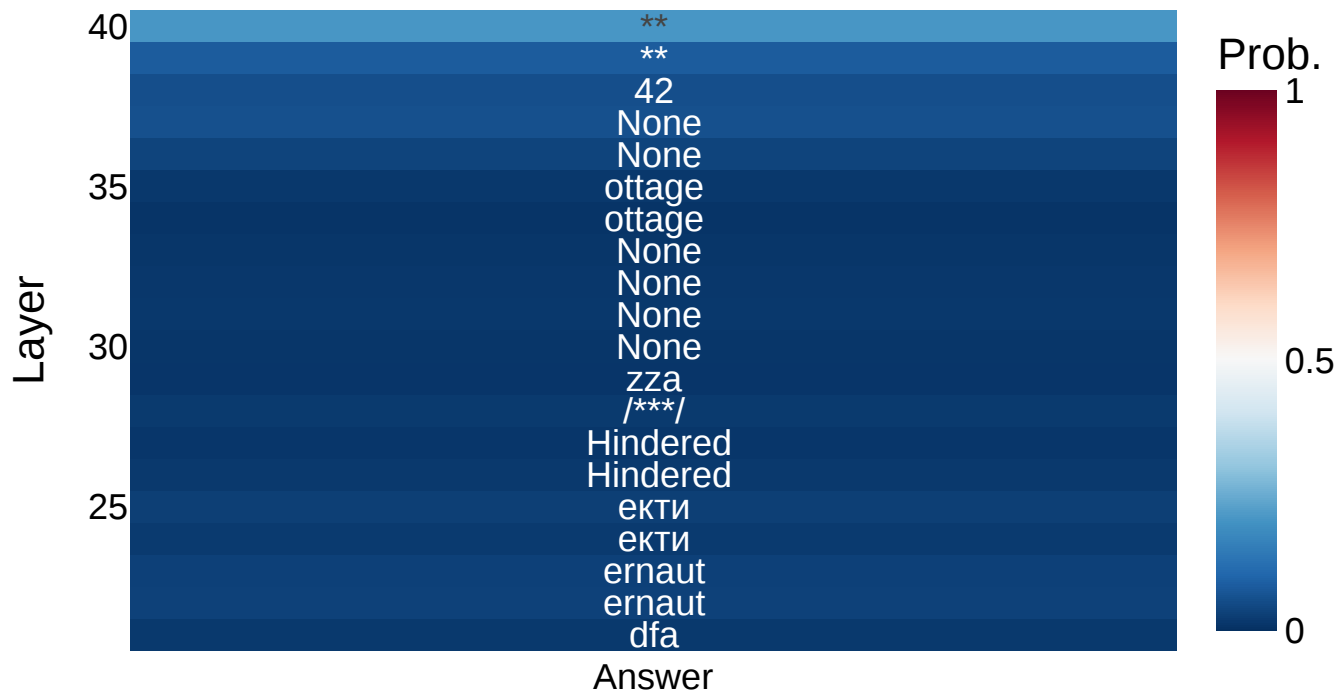 40
**
Prob.
**
1
42
None
None
35
ottage
ottage
None
None
None
Layer
30
None
0.5
zza
/***/
Hindered
Hindered
25
екти
екти
ernaut
ernaut
dfa
0
Answer